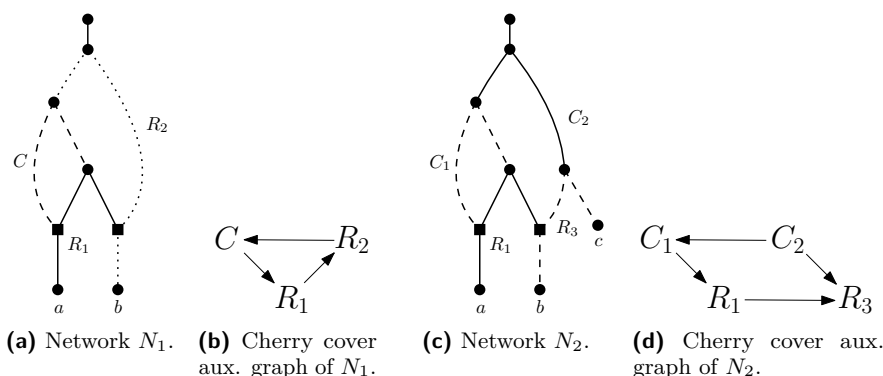 R₂
C
R₁
a b
C R₂
R₁
(a) Network N₁.
(b) Cherry cover
aux. graph of N₁.
C₂
C₁
R₁ R₃
c
a b
C₁ C₂
R₁ R₃
(c) Network N₂.
(d) Cherry cover aux.
graph of N₂.